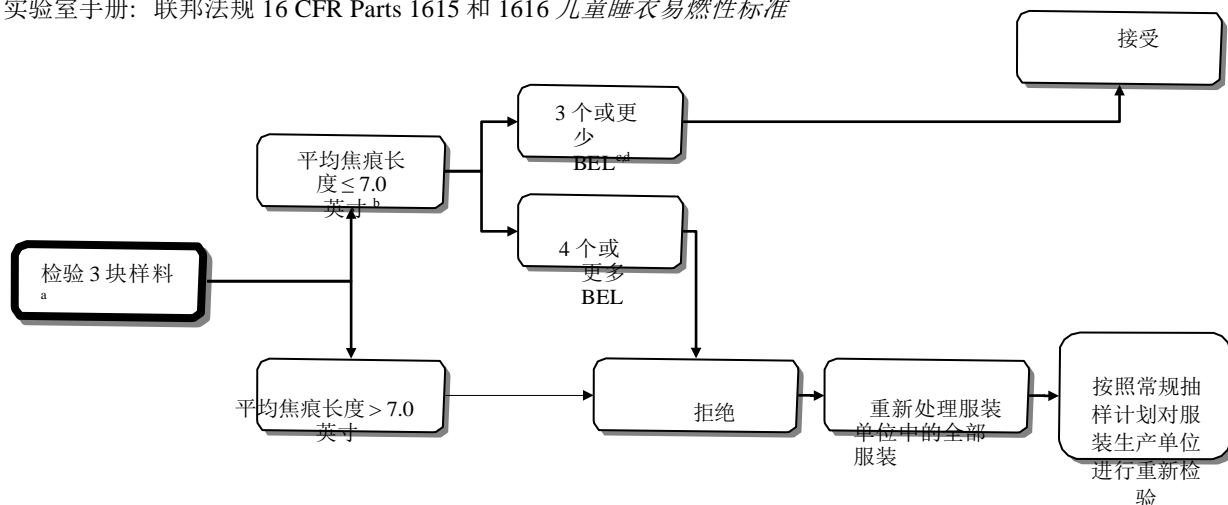 实验室手册：联邦法规 16 CFR Parts 1615 和 1616 儿童睡衣易燃性标准
接受
3 个或更
少
BELc,d
平均焦痕长
度 ≤ 7.0
英寸 b
4 个或
更多
BEL
检验 3 块样料
a
平均焦痕长度 > 7.0
英寸
拒绝
重新处理服装
单位中的全部
服装
按照常规抽
样计划对服
装生产单位
进行重新检
验